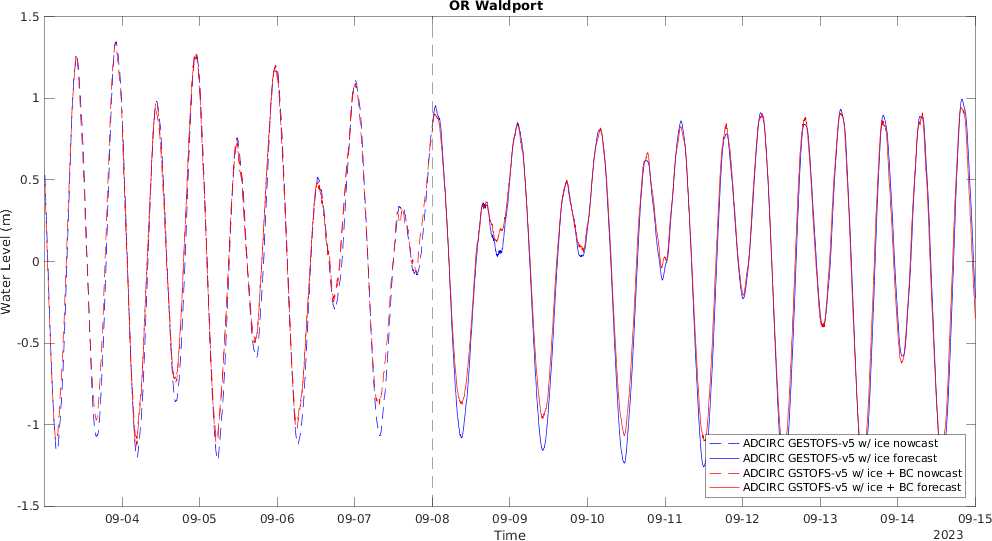 OR Waldport
1.5
1
0.5
0
-0.5
-1
-1.5
Water Level (m)
ADCIRC GESTOFS-v5 w/ ice nowcast
ADCIRC GESTOFS-v5 w/ ice forecast
ADCIRC GSTOFS-v5 w/ ice + BC nowcast
ADCIRC GSTOFS-v5 w/ ice + BC forecast
09-04 09-05 09-06 09-07 09-08 09-09 09-10 09-11 09-12 09-13 09-14 09-15
Time
2023